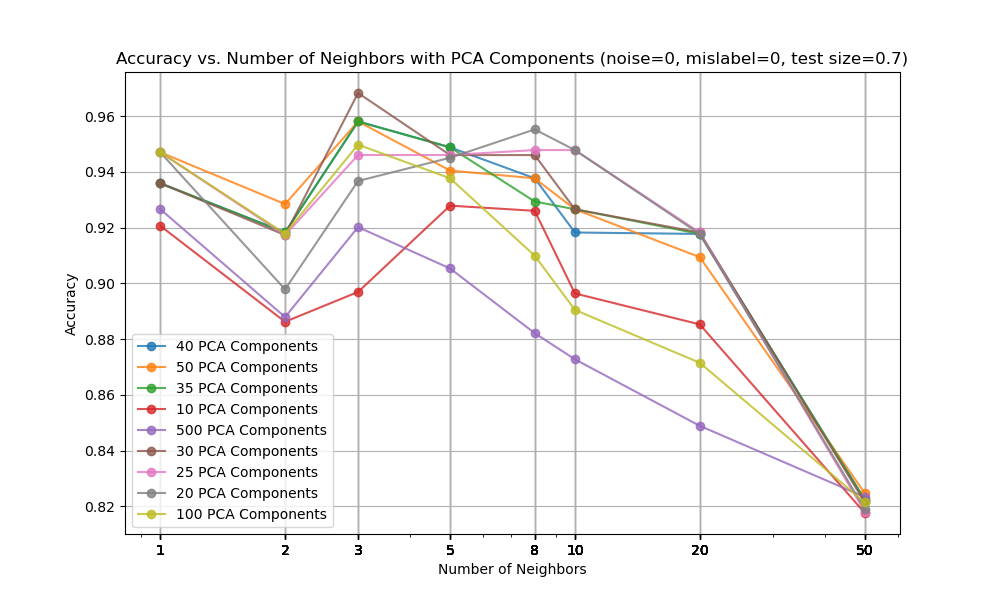 Accuracy vs. Number of Neighbors with PCA Components (noise=0, mislabel=0, test size=0.7)
Accuracy
0.96
0.94
0.92
0.90
0.88
0.86
0.84
0.82
40 PCA Components
50 PCA Components
35 PCA Components
10 PCA Components
500 PCA Components
30 PCA Components
25 PCA Components
20 PCA Components
100 PCA Components
1 2 3 5 8 10 20 50
Number of Neighbors